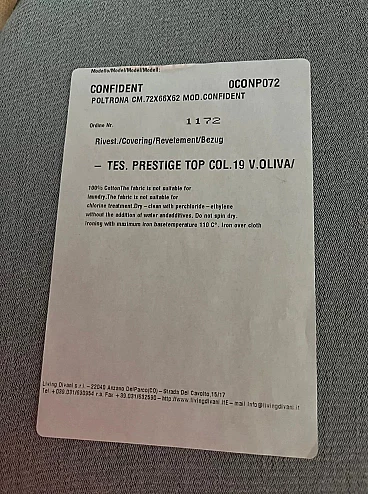 Modello/Model/Model/Modell:
CONFIDENT 0CONP072
POLTRONA CM.72X66X62 MOD.CONFIDENT
Ordine Nr. 1172
Rivest./Covering/Revelement/Bezug
– TES. PRESTIGE TOP COL.19 V.OLIVA/
100% CottonThe fabric is not suitable for
laundry.The fabric is not suitable for
chlorine treatment.Dry–clean with perchloride–ethylene
without the addition of water andadditives. Do not spin dry.
Ironing with maximum iron basetemperature 110 C°. Iron over cloth
Living Divani s.r.l. – 22040 Anzano DelParco(CO) – Strada Del Cavolto,15/17
Tel +039.031/630954 r.a. Fax +39.031/632590 – http://www.livingdivani.it E–mail info@livingdivani.it